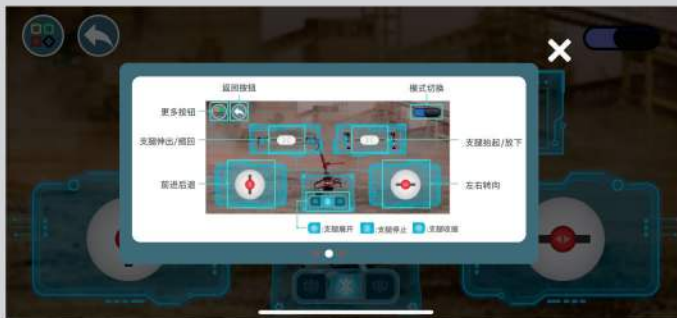 返回按钮
模式切换
更多按钮
支腿伸出/缩回
支腿抬起/放下
前进后退
左右转向
:支腿展开
:支腿停止
:支腿收缩